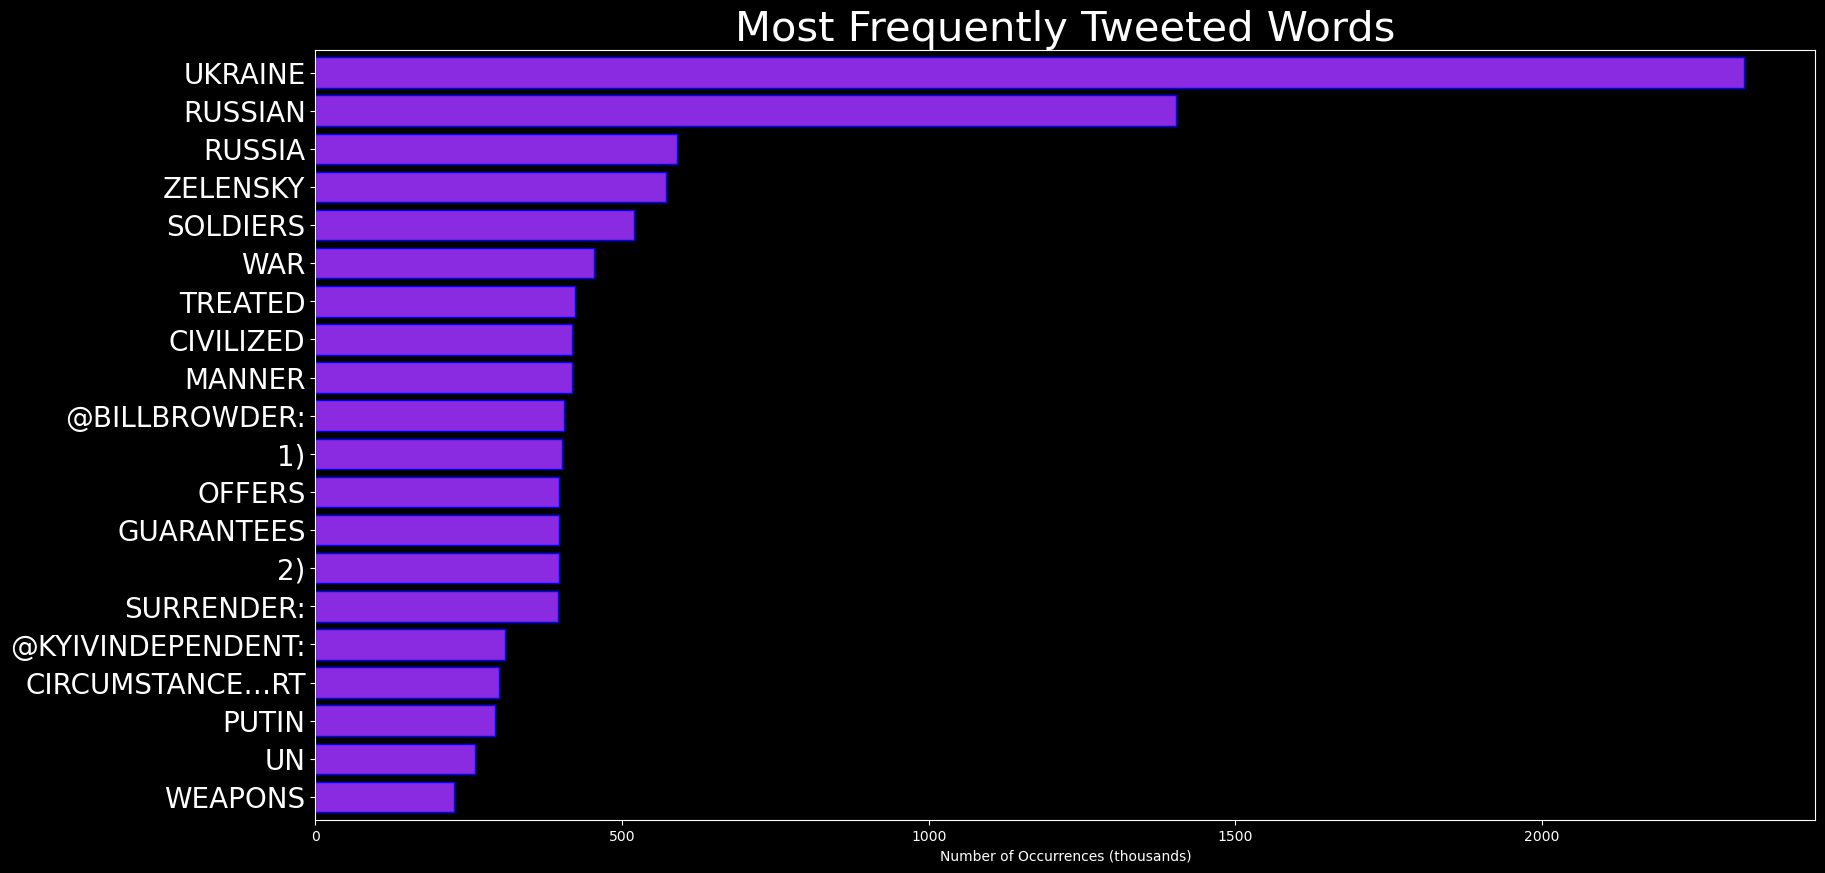 Most Frequently Tweeted Words
UKRAINE
RUSSIAN
RUSSIA
ZELENSKY
SOLDIERS
WAR
TREATED
CIVILIZED
MANNER
@BILLBROWDER:
1)
OFFERS
GUARANTEES
2)
SURRENDER:
@KYIVINDEPENDENT:
CIRCUMSTANCE…RT
PUTIN
UN
WEAPONS
0 500 1000 1500 2000
Number of Occurrences (thousands)